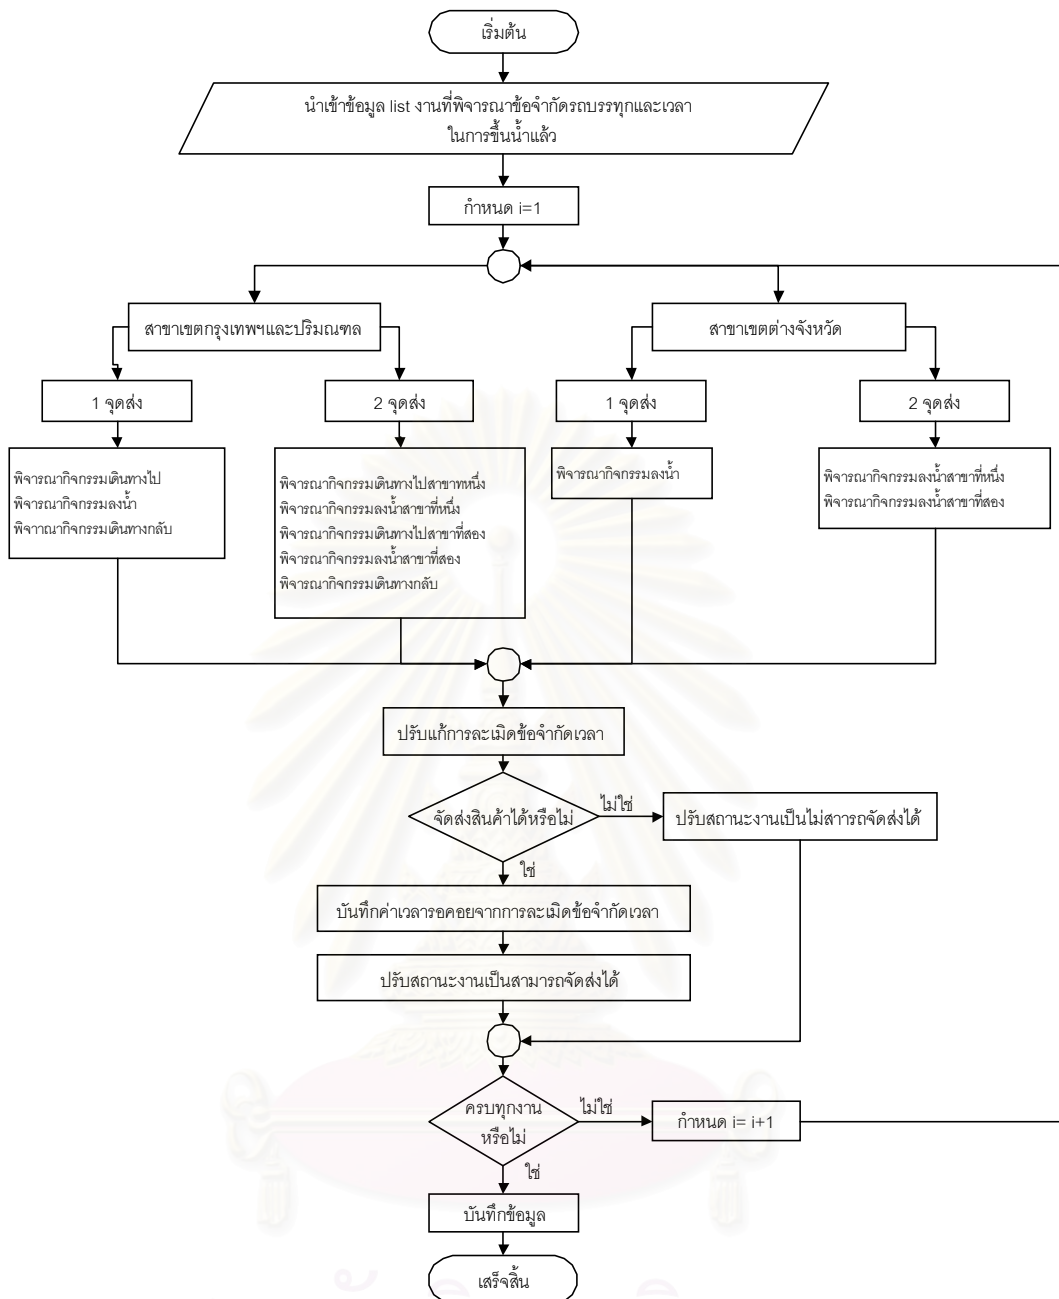 เริ่มต้น
นำเข้าข้อมูล list งานที่พิจารณาข้อจำกัดรถบรรทุกและเวลา
ในการขึ้นน้ำแล้ว
กำหนด i=1
สาขาเขตกรุงเทพฯและปริมณฑล
สาขาเขตต่างจังหวัด
1 จุดส่ง
2 จุดส่ง
1 จุดส่ง
2 จุดส่ง
พิจารณากิจกรรมเดินทางไป
พิจารณากิจกรรมลงน้ำ
พิจาาณากิจกรรมเดินทางกลับ
พิจารณากิจกรรมเดินทางไปสาขาทหนึ่ง
พิจารณากิจกรรมลงน้ำสาขาที่หนึ่ง
พิจารณากิจกรรมเดินทางไปสาขาที่สอง
พิจารณากิจกรรมลงน้ำสาขาที่สอง
พิจารณากิจกรรมเดินทางกลับ
พิจารณากิจกรรมลงน้ำ
พิจารณากิจกรรมลงน้ำสาขาที่หนึ่ง
พิจารณากิจกรรมลงน้ำสาขาที่สอง
ปรับแก้การละเมิดข้อจำกัดเวลา
จัดส่งสินค้าได้หรือไม่
ไม่ใช่
ปรับสถานะงานเป็นไม่สาารถจัดส่งได้
ใช่
บันทึกค่าเวลารอคอยจากการละเมิดข้อจำกัดเวลา
ปรับสถานะงานเป็นสามารถจัดส่งได้
ครบทุกงาน
หรือไม่
ไม่ใช่
กำหนด i= i+1
ใช่
บันทึกข้อมูล
เสร็จสิ้น